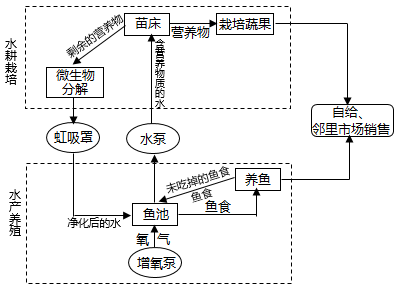 水耕栽培
剩余的营养物
苗床
营养物
栽培蔬果
微生物
分解
含营养物质的水
虹吸罩
水泵
自给、
邻里市场销售
水产养殖
未吃掉的鱼食
鱼食
养鱼
净化后的水
鱼池
鱼食
氧气
增氧泵